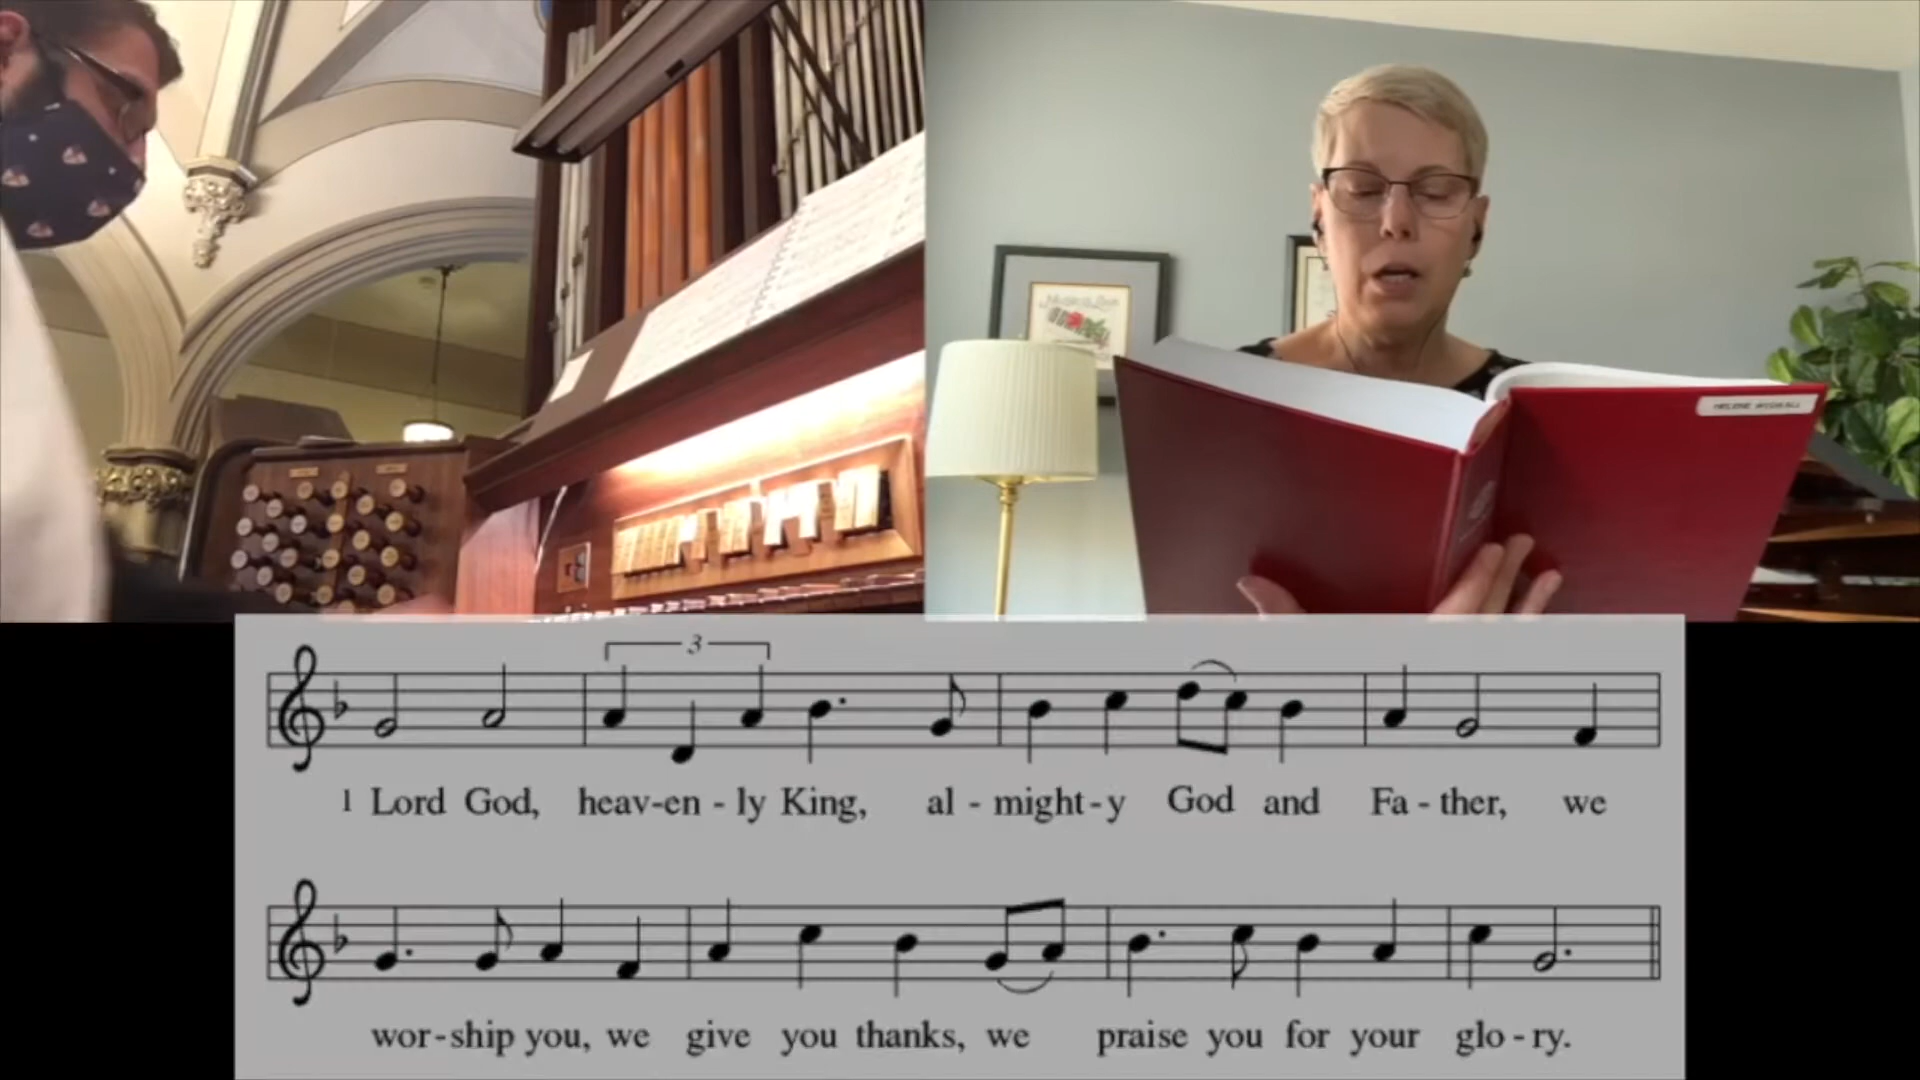 3
1 Lord God, heav-en - ly King, al - might - y God and Fa - ther, we
wor-ship you, we give you thanks, we praise you for your glo - ry.